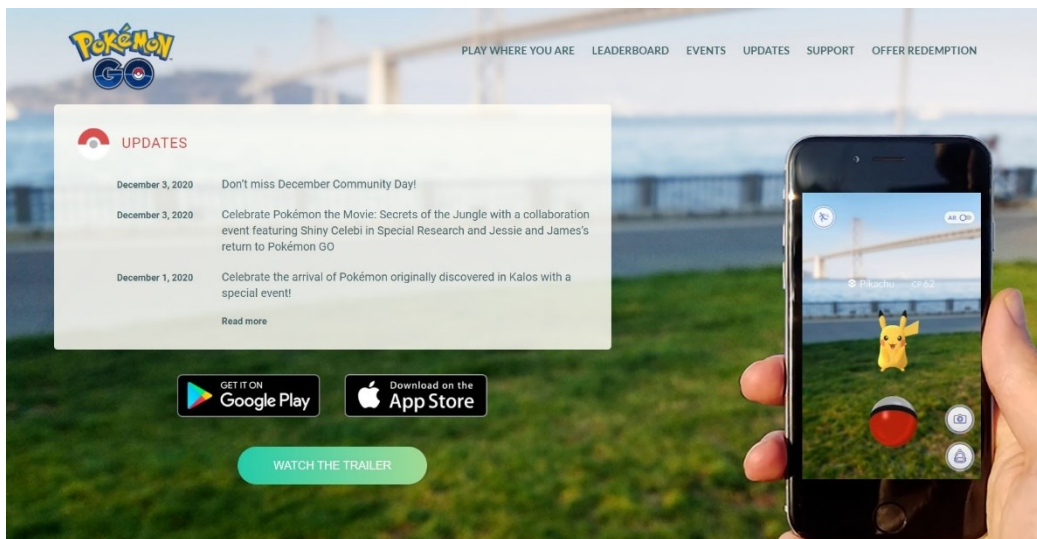 Pokémon
GO
PLAY WHERE YOU ARE LEADERBOARD EVENTS UPDATES SUPPORT OFFER REDEMPTION
UPDATES
December 3, 2020 Don't miss December Community Day!
December 3, 2020 Celebrate Pokémon the Movie: Secrets of the Jungle with a collaboration
event featuring Shiny Celebi in Special Research and Jessie and James's
return to Pokémon GO
December 1, 2020 Celebrate the arrival of Pokémon originally discovered in Kalos with a
special event!
Read more
AR
Pikachu CP 62
GET IT ON
Google Play
Download on the
App Store
WATCH THE TRAILER